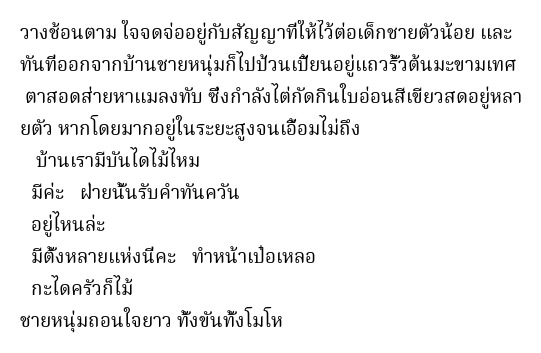 วางช้อนตาม ใจจดจ่ออยู่กับสัญญาที่ให้ไว้ต่อเด็กชายตัวน้อย และ
ทันทีออกจากบ้านชายหนุ่มก็ไปป้วนเปี้ยนอยู่แถวรั้วต้นมะขามเทศ
ตาสอดส่ายหาแมลงทับ ซึ่งกำลังไต่กัดกินใบอ่อนสีเขียวสดอยู่หลา
ยตัว หากโดยมากอยู่ในระยะสูงจนเอื้อมไม่ถึง
บ้านเรามีบันไดไม้ไหม
มีค่ะ ฝายนั้นรับคำทันควัน
อยู่ไหนล่ะ
มีตั้งหลายแห่งนี่คะ ทำหน้าเป๋อเหลอ
กะไดครัวก็ไม้
ชายหนุ่มถอนใจยาว ทั้งขันทั้งโมโห